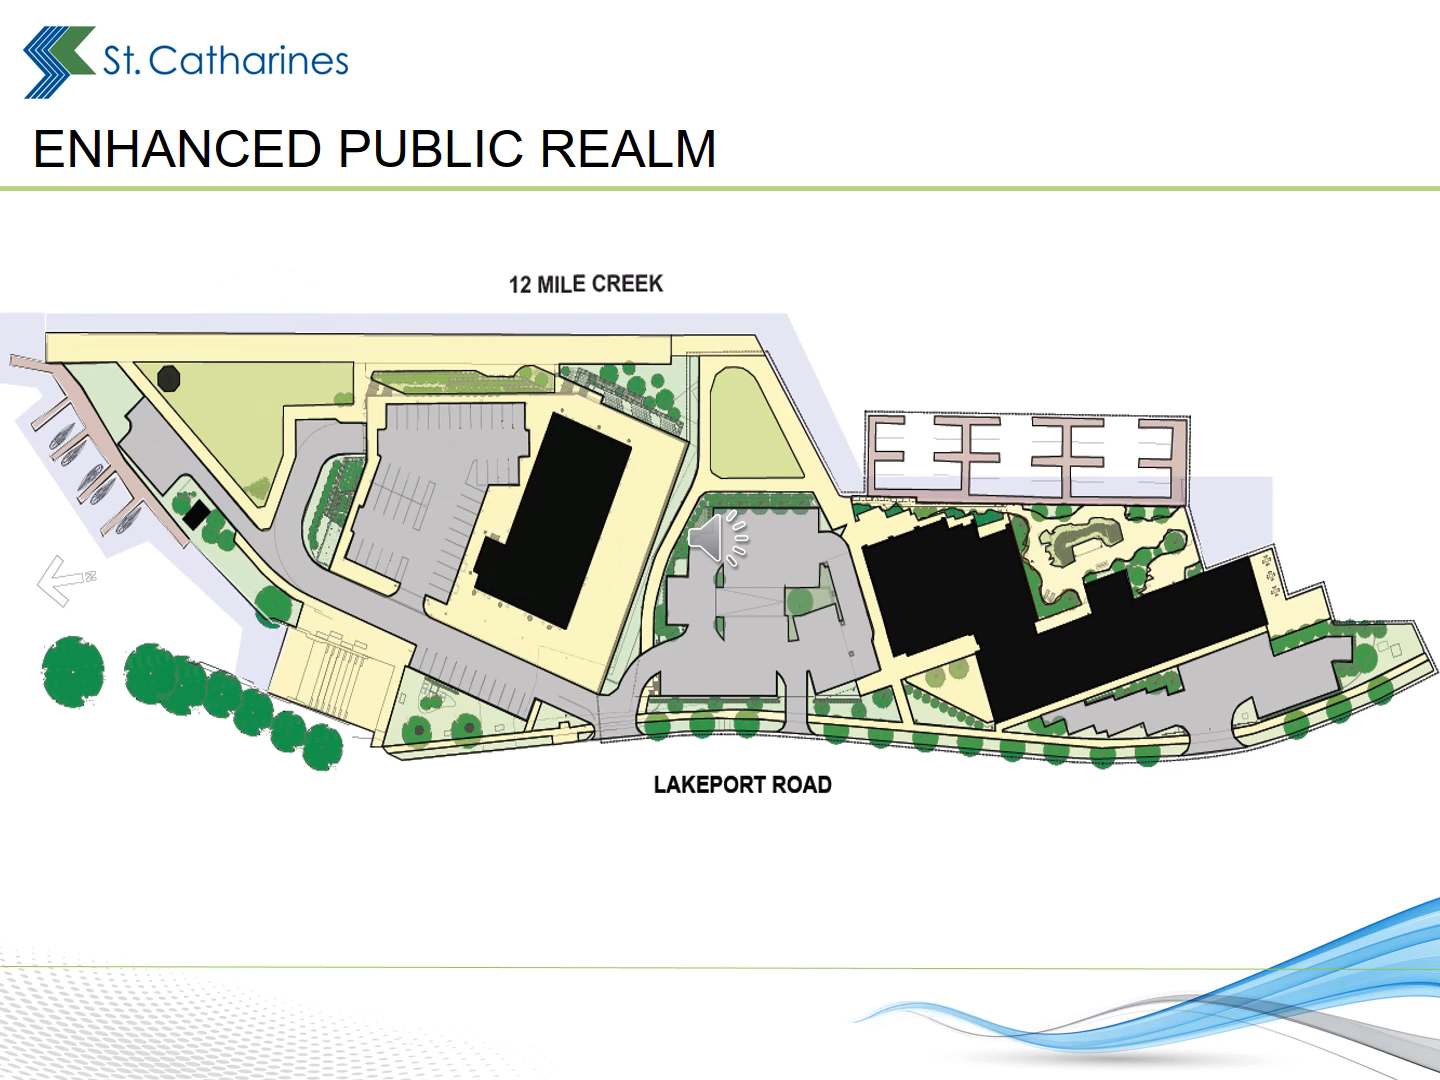 St. Catharines
ENHANCED PUBLIC REALM
12 MILE CREEK
N
LAKEPORT ROAD